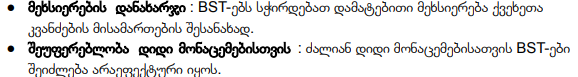 ● მეხსიერების დანახარჯი : BST-ებს სჭირდებათ დამატებითი მეხსიერება ქვეხეთა
კვანძების მისამართების შესანახად.
● შეუფერებლობა დიდი მონაცემებისთვის : ძალიან დიდი მონაცემებისათვის BST-ები
შეიძლება არაეფექტური იყოს.